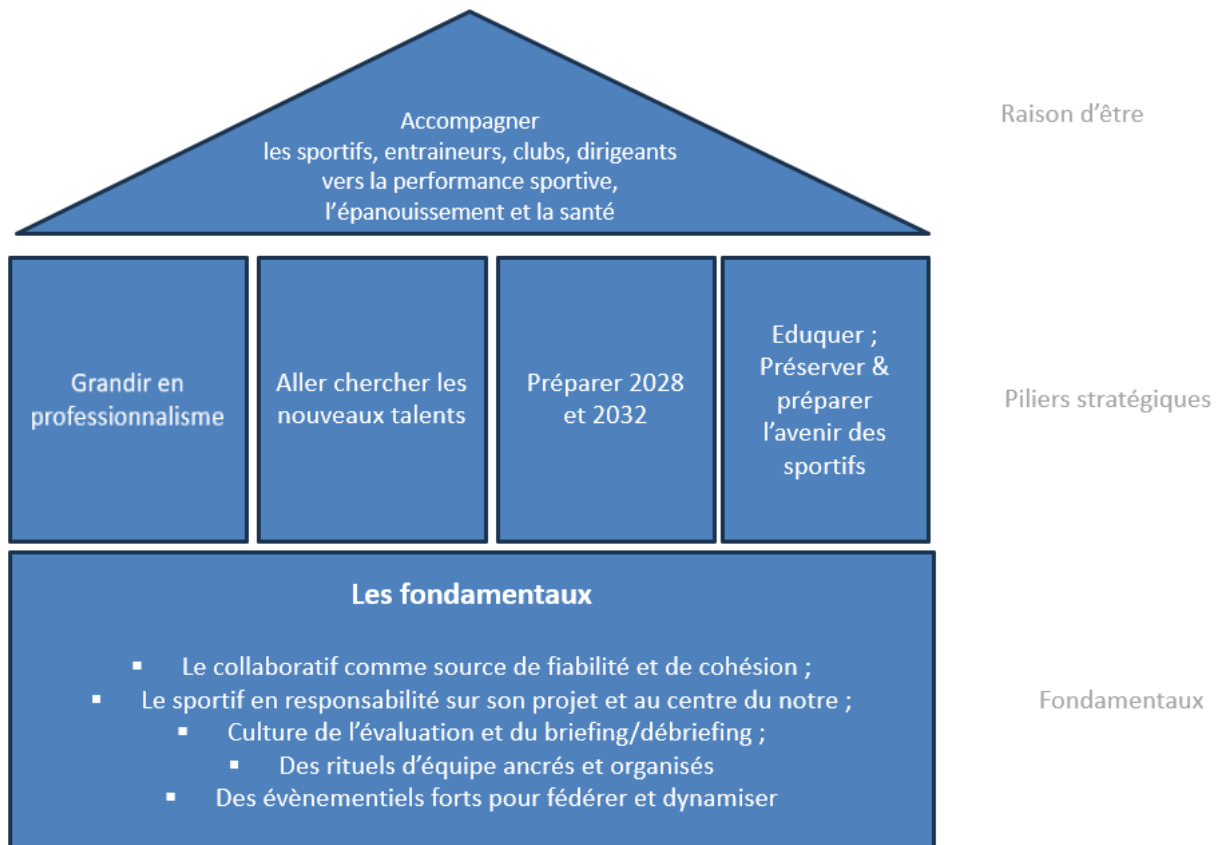 Accompagner
les sportifs, entraineurs, clubs, dirigeants
vers la performance sportive,
l'épanouissement et la santé
Raison d'être
Grandir en
professionnalisme
Aller chercher les
nouveaux talents
Préparer 2028
et 2032
Eduquer ;
Préserver &
préparer
l'avenir des
sportifs
Piliers stratégiques
Les fondamentaux
▪ Le collaboratif comme source de fiabilité et de cohésion ;
▪ Le sportif en responsabilité sur son projet et au centre du notre ;
▪ Culture de l'évaluation et du briefing/débriefing ;
▪ Des rituels d'équipe ancrés et organisés
▪ Des évènementiels forts pour fédérer et dynamiser
Fondamentaux